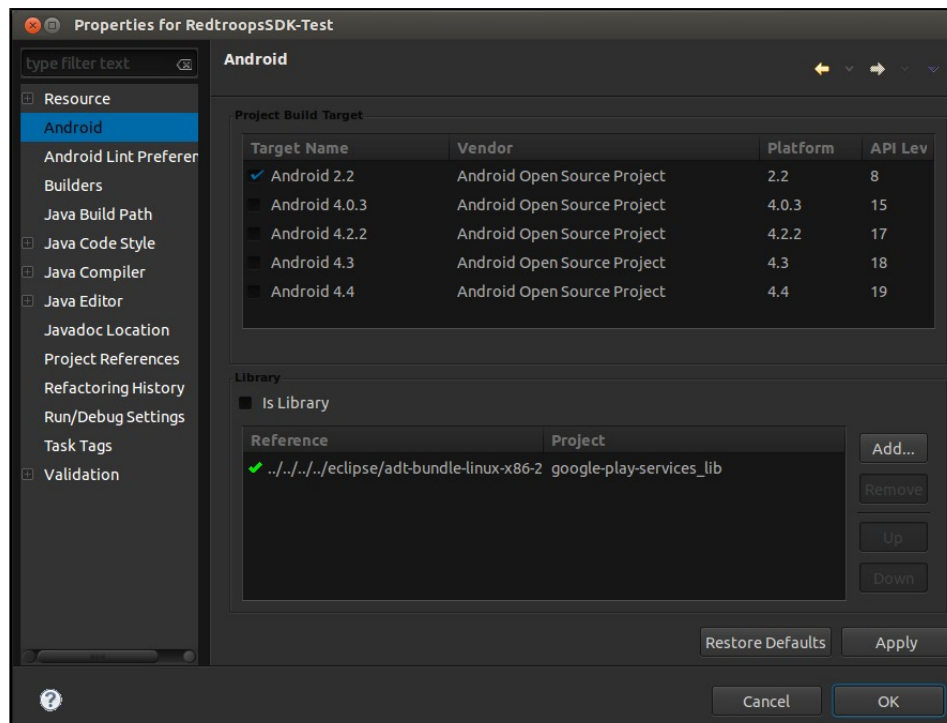 Properties for RedtroopsSDK-Test
type filter text
Resource
Android
Android Lint Preferen
Builders
Java Build Path
Java Code Style
Java Compiler
Java Editor
Javadoc Location
Project References
Refactoring History
Run/Debug Settings
Task Tags
Validation
Android
Project Build Target
Target Name Vendor Platform API Lev
Android 2.2 Android Open Source Project 2.2 8
Android 4.0.3 Android Open Source Project 4.0.3 15
Android 4.2.2 Android Open Source Project 4.2.2 17
Android 4.3 Android Open Source Project 4.3 18
Android 4.4 Android Open Source Project 4.4 19
Library
Is Library
Reference Project
../../../../eclipse/adt-bundle-linux-x86-2 google-play-services_lib
Add...
Remove
Up
Down
Restore Defaults Apply
? Cancel OK